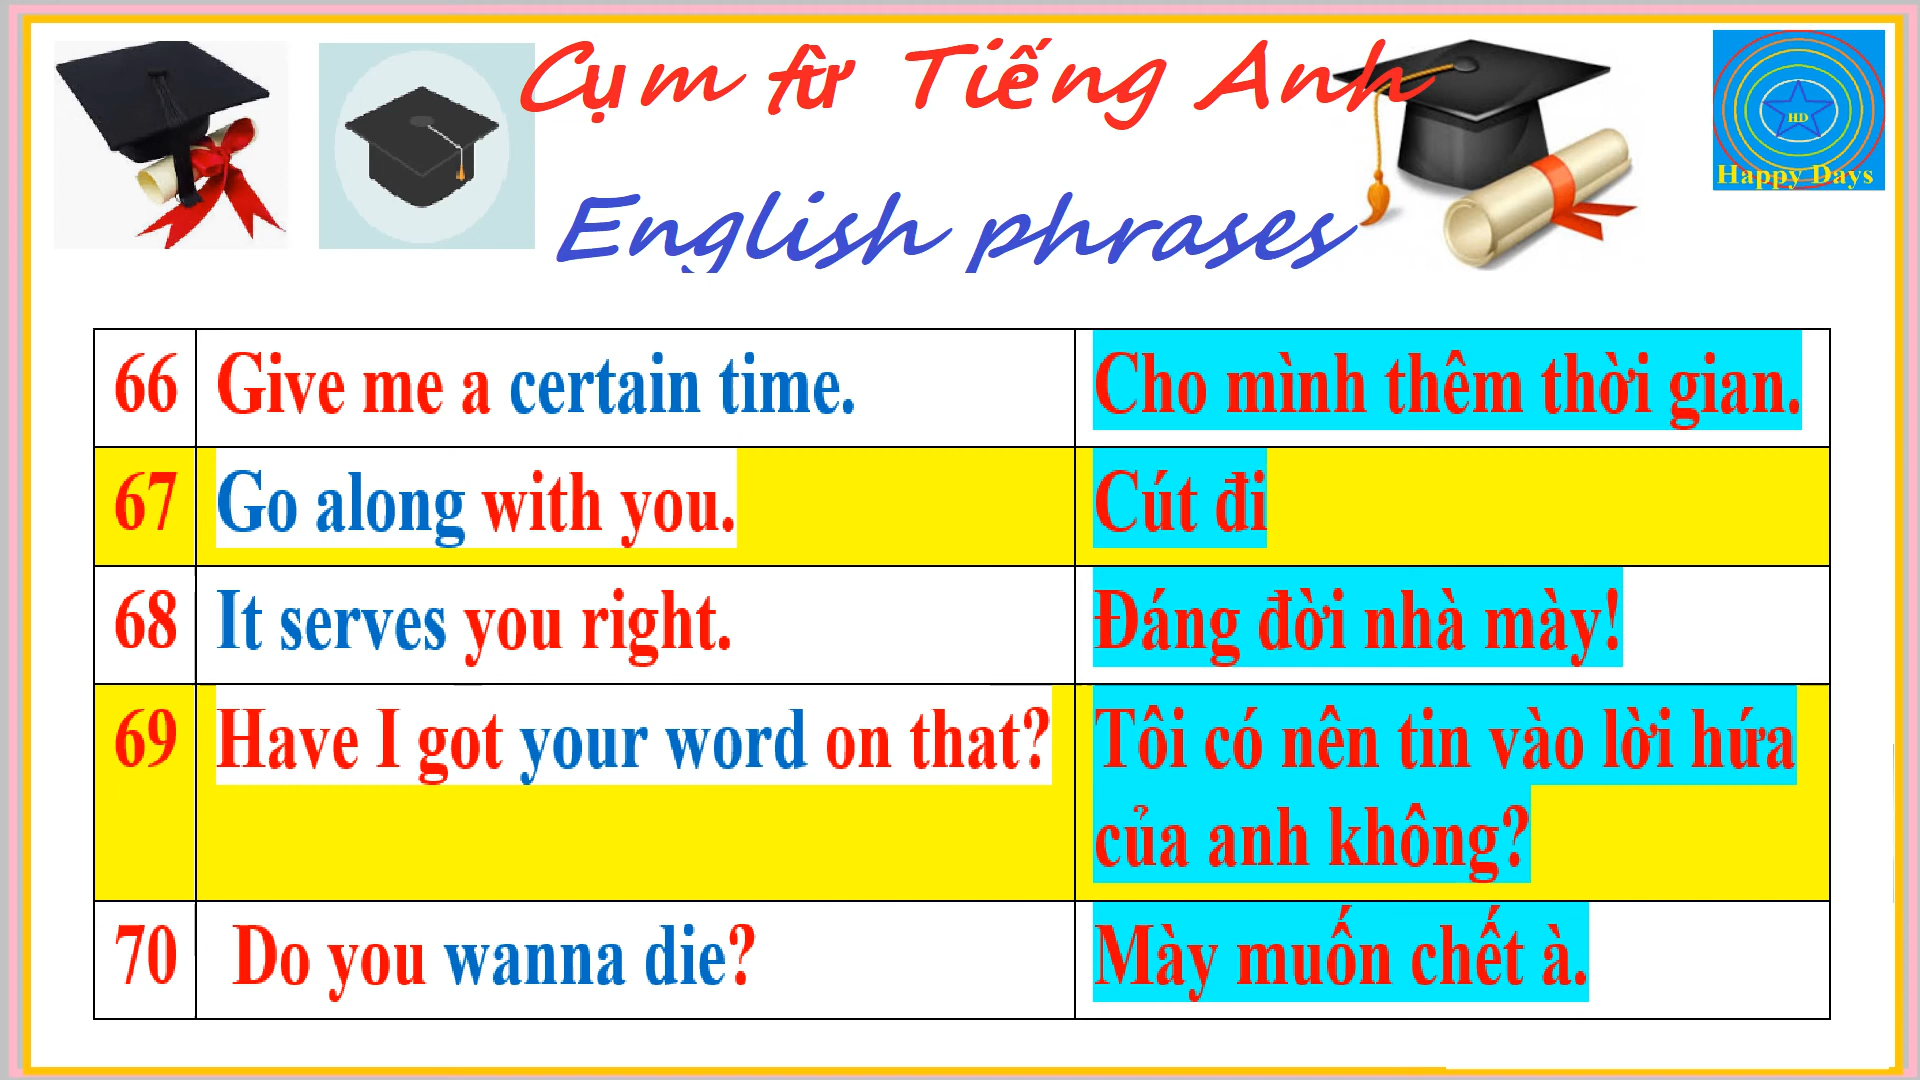 Cụm từ Tiếng Anh
HD
Happy Days
English phrases
66 Give me a certain time. Cho mình thêm thời gian.
67 Go along with you. Cút đi
68 It serves you right. Đáng đời nhà mày!
69 Have I got your word on that? Tôi có nên tin vào lời hứa
của anh không?
70 Do you wanna die? Mày muốn chết à.